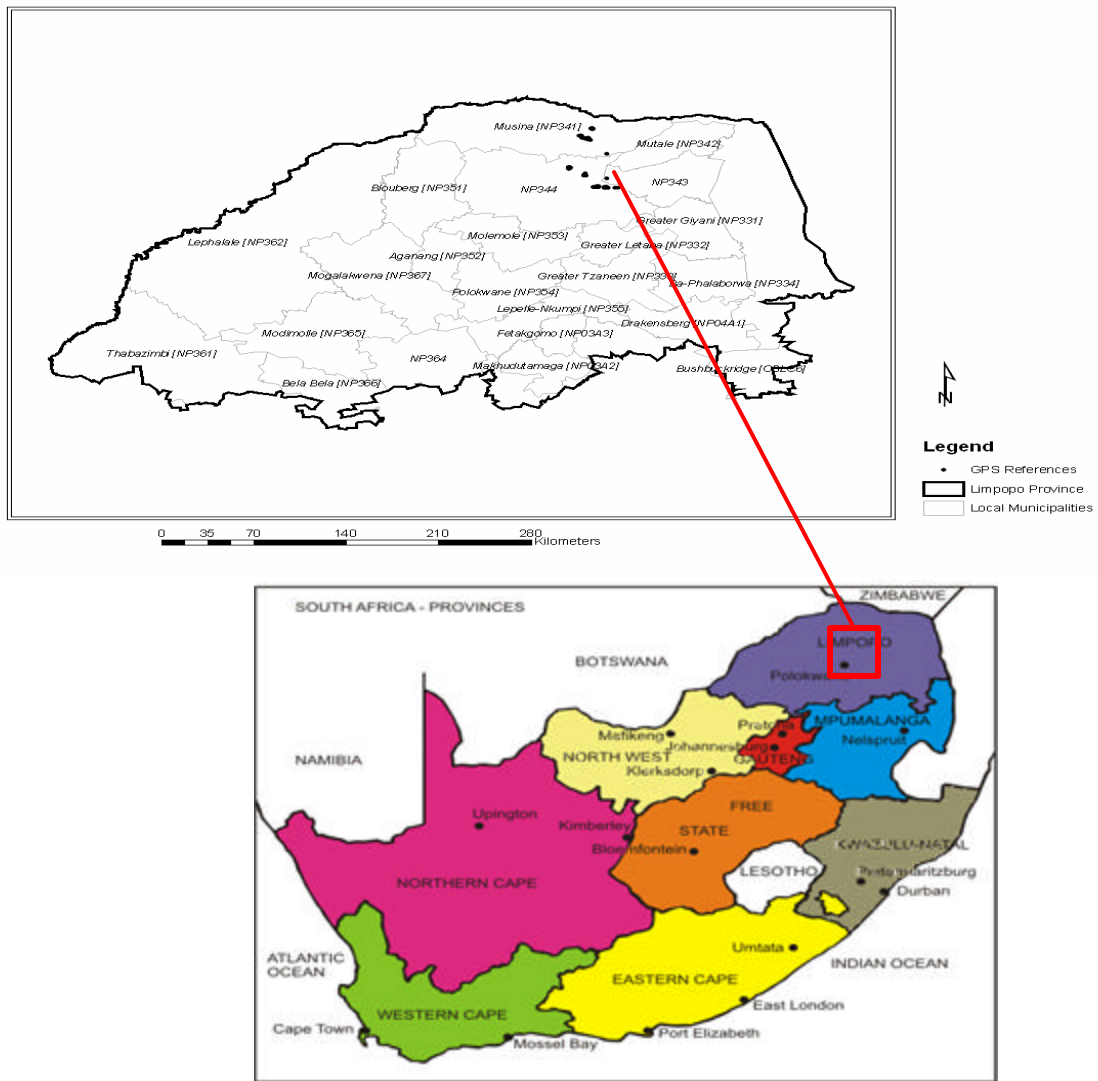 Musina [NP341]
Mutale [NP342]
Blouberg [NP351]
NP344
NP343
Greater Giyani [NP331]
Lephalale [NP362]
Molemole [NP353]
Greater Letaba [NP332]
Aganang [NP352]
Mogalakwena [NP367]
Greater Tzaneen [NP333]
Ba-Phalaborwa [NP334]
Polokwane [NP354]
Lepelle-Nkumpi [NP355]
Drakensberg [NP04A1]
Modimolle [NP365]
Fetakgomo [NP03A3]
Thabazimbi [NP361]
NP364
Makhudutamaga [NP03A2]
Bushbuckridge
Bela Bela [NP366]
N
Legend
GPS References
Limpopo Province
Local Municipalities
0 35 70 140 210 280
Kilometers
SOUTH AFRICA - PROVINCES
ZIMBABWE
LIMPOPO
BOTSWANA
Polokwane
NAMIBIA
MPUMALANGA
Pretoria
Mafikeng
Nelspruit
Johannesburg
NORTH WEST
GAUTENG
Klerksdorp
FREE
STATE
Upington
Kimberley
Bloemfontein
KWAZULU-NATAL
LESOTHO
Pietermaritzburg
NORTHERN CAPE
Durban
Umtata
ATLANTIC
OCEAN
INDIAN OCEAN
EASTERN CAPE
East London
WESTERN CAPE
Cape Town
Port Elizabeth
Mossel Bay